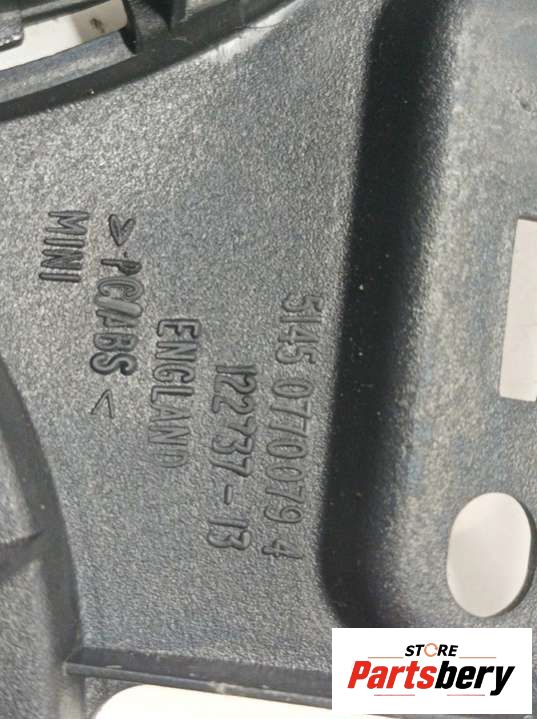 5145 0770079 4
122737-13
ENGLAND
>PC/ABS<
MINI
STORE
Partsbery